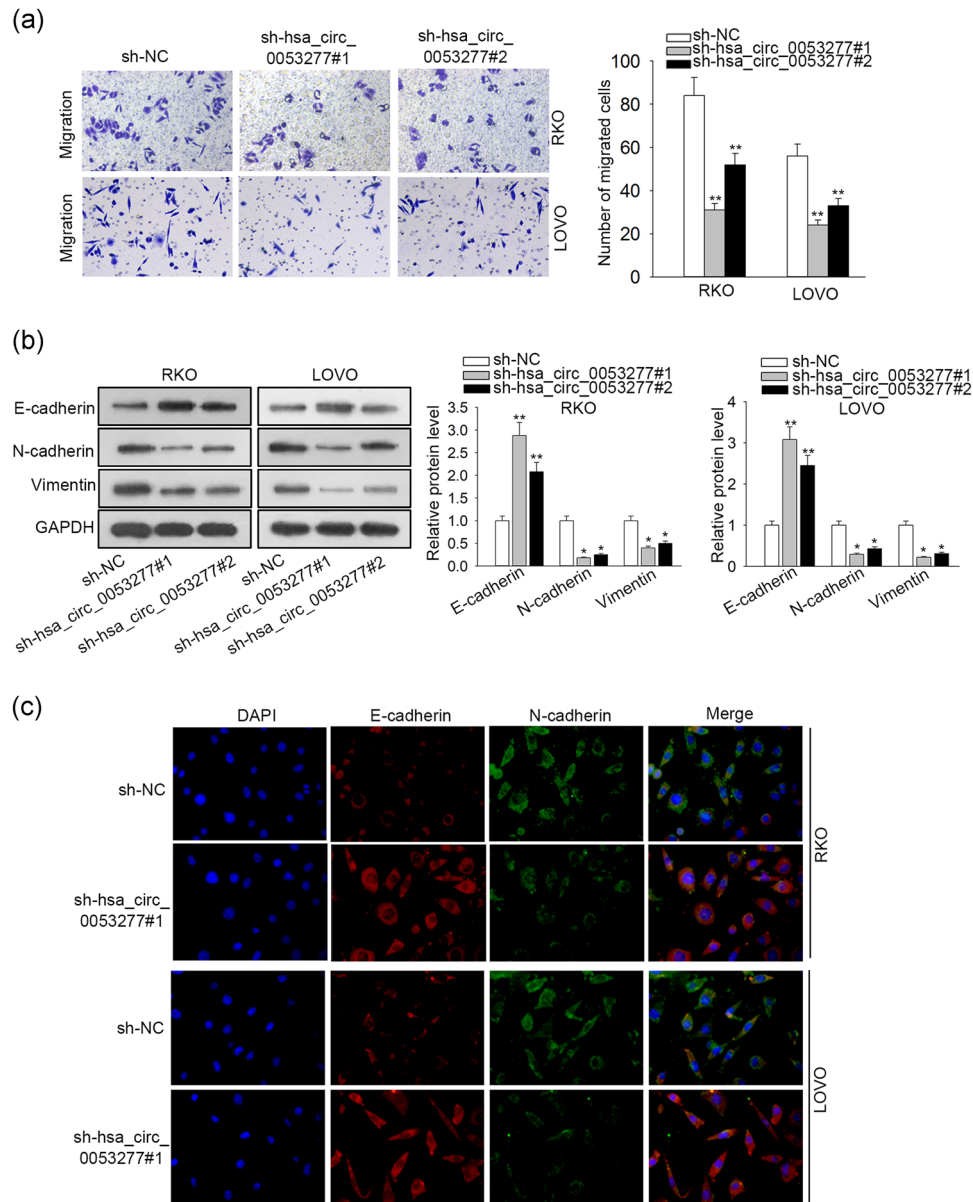 (a)
sh-NC
sh-hsa_circ_
0053277#1
sh-hsa_circ_
0053277#2
Migration
RKO
Migration
LOVO
sh-NC
sh-hsa_circ_0053277#1
sh-hsa_circ_0053277#2
Number of migrated cells
100
80
60
40
20
0
**
**
**
**
RKO
LOVO
(b)
RKO
LOVO
E-cadherin
N-cadherin
Vimentin
GAPDH
sh-NC
sh_circ_0053277#1
sh-hsa_circ_0053277#2
sh-NC
sh-hsa_circ_0053277#1
sh-hsa_circ_0053277#2
sh-NC
sh-hsa_circ_0053277#1
sh-hsa_circ_0053277#2
RKO
Relative protein level
3.5
3.0
2.5
2.0
1.5
1.0
0.5
0.0
**
**
*
*
*
*
E-cadherin
N-cadherin
Vimentin
sh-NC
sh-hsa_circ_0053277#1
sh-hsa_circ_0053277#2
LOVO
Relative protein level
4
3
2
1
0
**
**
*
*
*
*
E-cadherin
N-cadherin
Vimentin
(c)
DAPI
E-cadherin
N-cadherin
Merge
sh-NC
sh-hsa_circ_
0053277#1
RKO
sh-NC
sh-hsa_circ_
0053277#1
LOVO